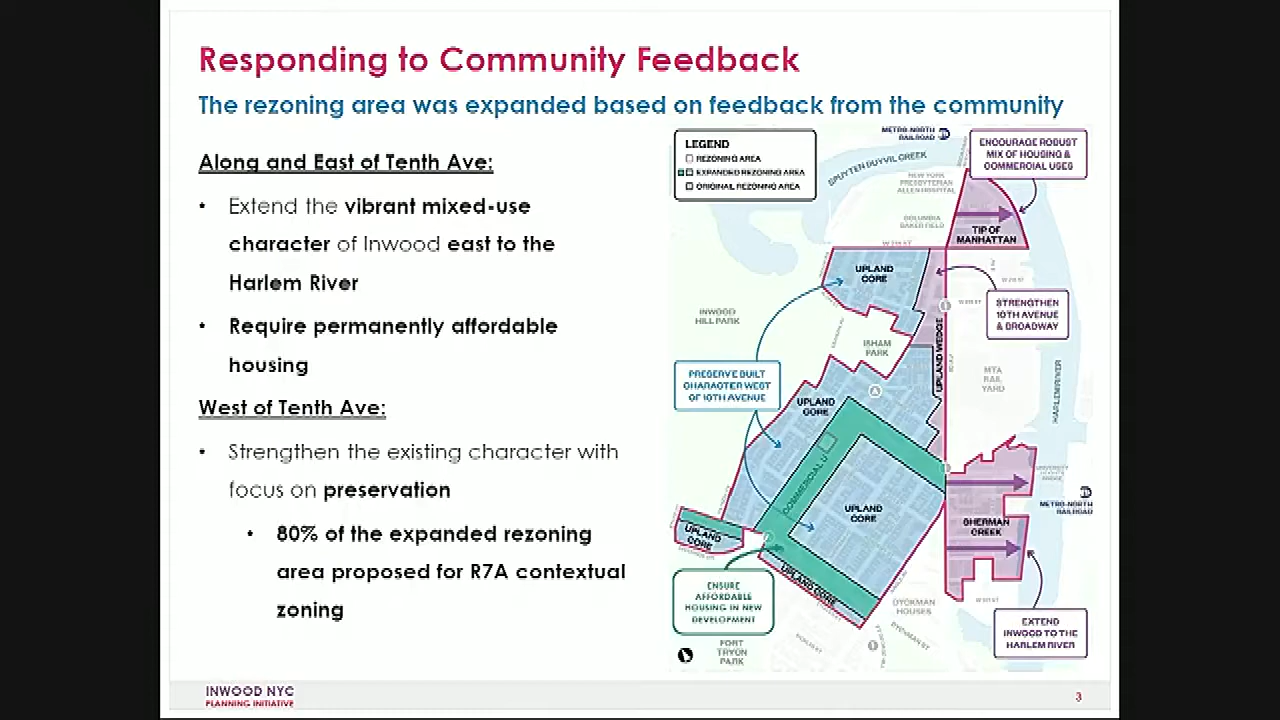 Responding to Community Feedback
The rezoning area was expanded based on feedback from the community
Along and East of Tenth Ave:
• Extend the vibrant mixed-use
character of Inwood east to the
Harlem River
• Require permanently affordable
housing
West of Tenth Ave:
• Strengthen the existing character with
focus on preservation
• 80% of the expanded rezoning
area proposed for R7A contextual
zoning
LEGEND
REZONING AREA
EXPANDED REZONING AREA
ORIGINAL REZONING AREA
METRO-NORTH
RAILROAD
SPUYTEN DUYVIL CREEK
ENCOURAGE ROBUST
MIX OF HOUSING &
COMMERCIAL USES
NEW YORK
PRESBYTERIAN
ALLEN HOSPITAL
COLUMBIA
BAKER FIELD
TIP OF
MANHATTAN
UPLAND
CORE
INWOOD
HILL PARK
STRENGTHEN
10TH AVENUE
& BROADWAY
ISHAM
PARK
UPLAND WEDGE
MTA
RAIL
YARD
HARLEM RIVER
PRESERVE BUILT
CHARACTER WEST
OF 10TH AVENUE
UPLAND
CORE
A
COMMERCIAL U
UPLAND
CORE
UNIVERSITY
HEIGHTS
BRIDGE
METRO-NORTH
RAILROAD
SHERMAN
CREEK
UPLAND
CORE
UPLAND CORE
ENSURE
AFFORDABLE
HOUSING IN NEW
DEVELOPMENT
DYCKMAN
HOUSES
DYCKMAN ST
EXTEND
INWOOD TO THE
HARLEM RIVER
FORT
TRYON
PARK
INWOOD NYC
PLANNING INITIATIVE
3